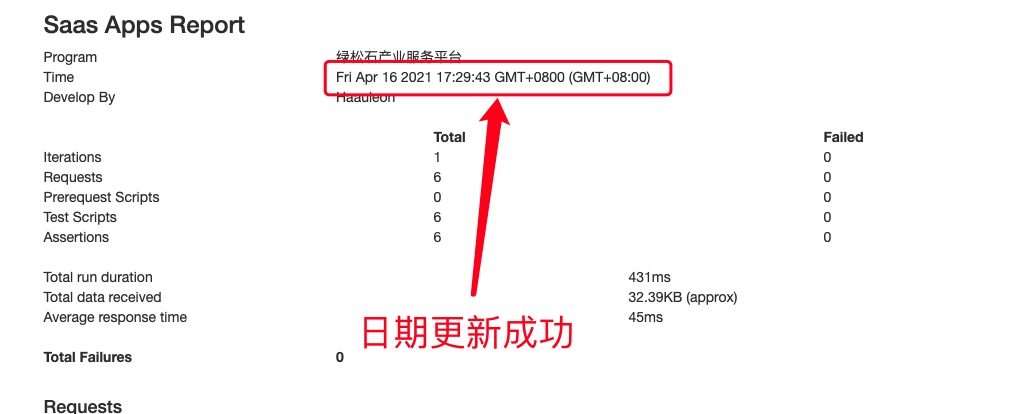 Saas Apps Report
Program 绿松石产业服务平台
Time Fri Apr 16 2021 17:29:43 GMT+0800 (GMT+08:00)
Develop By Haauleon
Total Failed
Iterations 1 0
Requests 6 0
Prerequest Scripts 0 0
Test Scripts 6 0
Assertions 6 0
Total run duration 431ms
Total data received 32.39KB (approx)
Average response time 45ms
日期更新成功
Total Failures 0
Requests